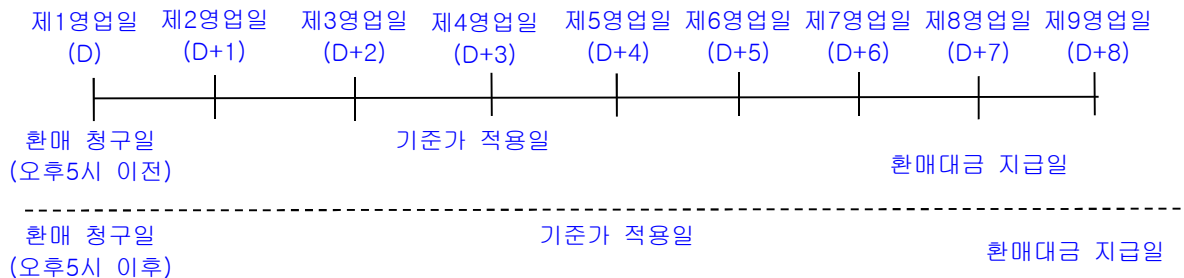 제1영업일 제2영업일 제3영업일 제4영업일 제5영업일 제6영업일 제7영업일 제8영업일 제9영업일
(D) (D+1) (D+2) (D+3) (D+4) (D+5) (D+6) (D+7) (D+8)
환매 청구일 기준가 적용일
(오후5시 이전) 환매대금 지급일
환매 청구일 기준가 적용일
(오후5시 이후) 환매대금 지급일